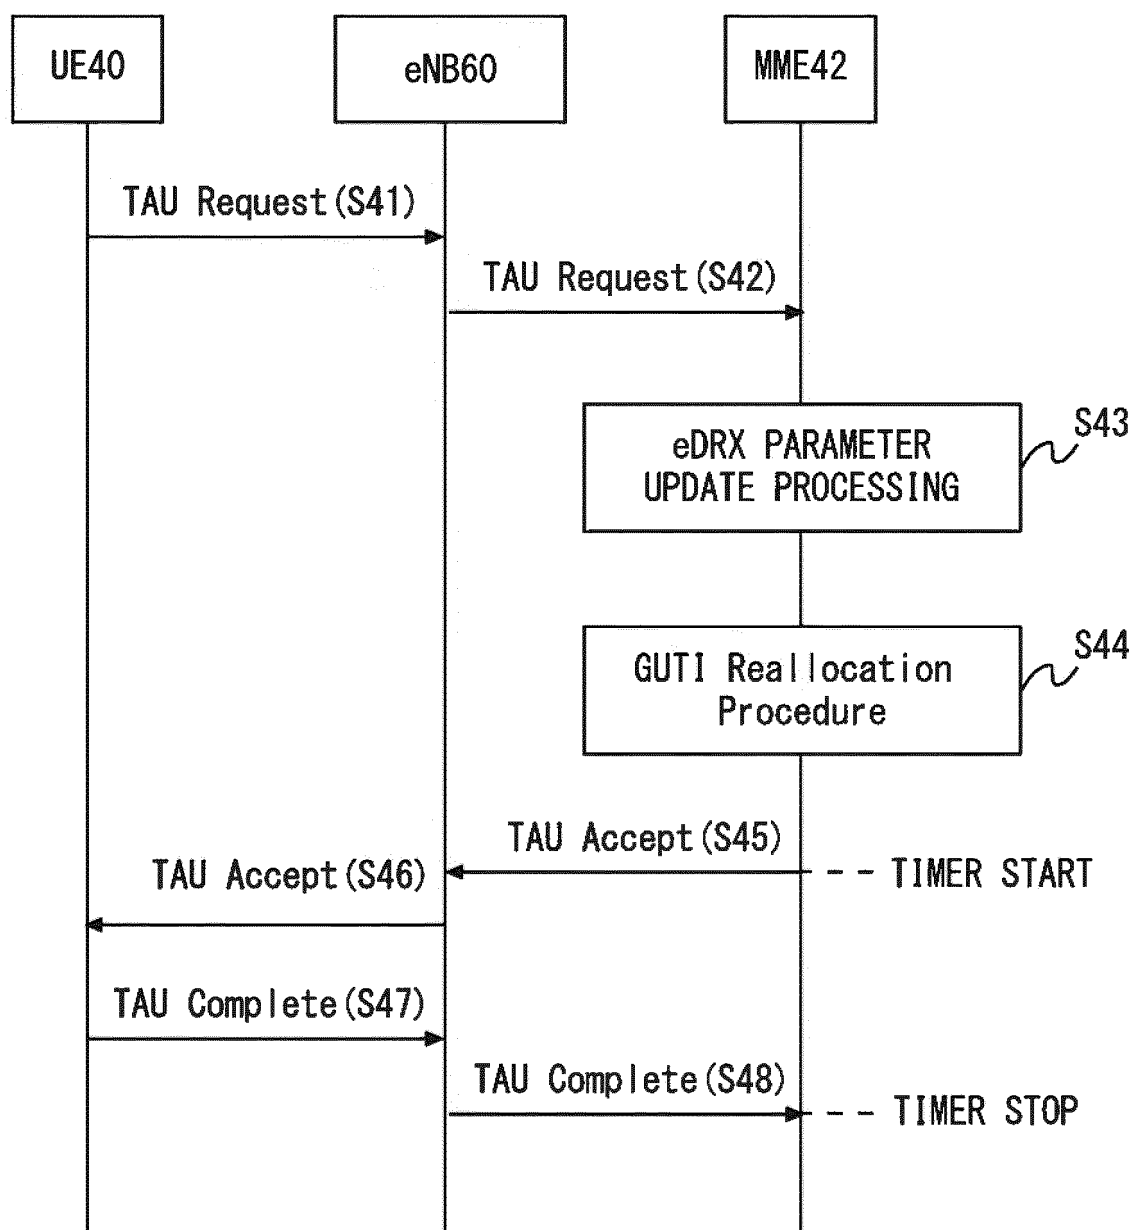 UE40
eNB60
MME42
TAU Request(S41)
TAU Request(S42)
eDRX PARAMETER
UPDATE PROCESSING
S43
GUTI Reallocation
Procedure
S44
TAU Accept(S45)
TAU Accept(S46)
TIMER START
TAU Complete(S47)
TAU Complete(S48)
TIMER STOP